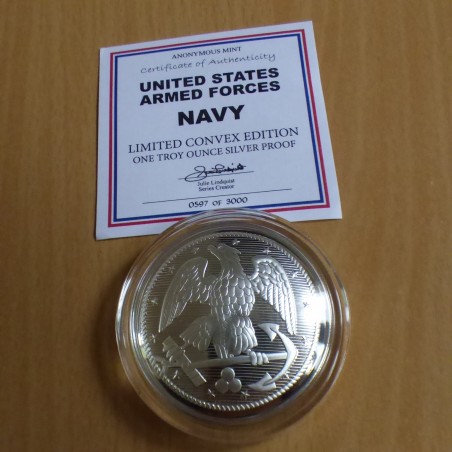 ANONYMOUS MINT
Certificate of Authenticity
UNITED STATES
ARMED FORCES
NAVY
LIMITED CONVEX EDITION
ONE TROY OUNCE SILVER PROOF
Julie Lindquist
Series Creator
0597 OF 3000